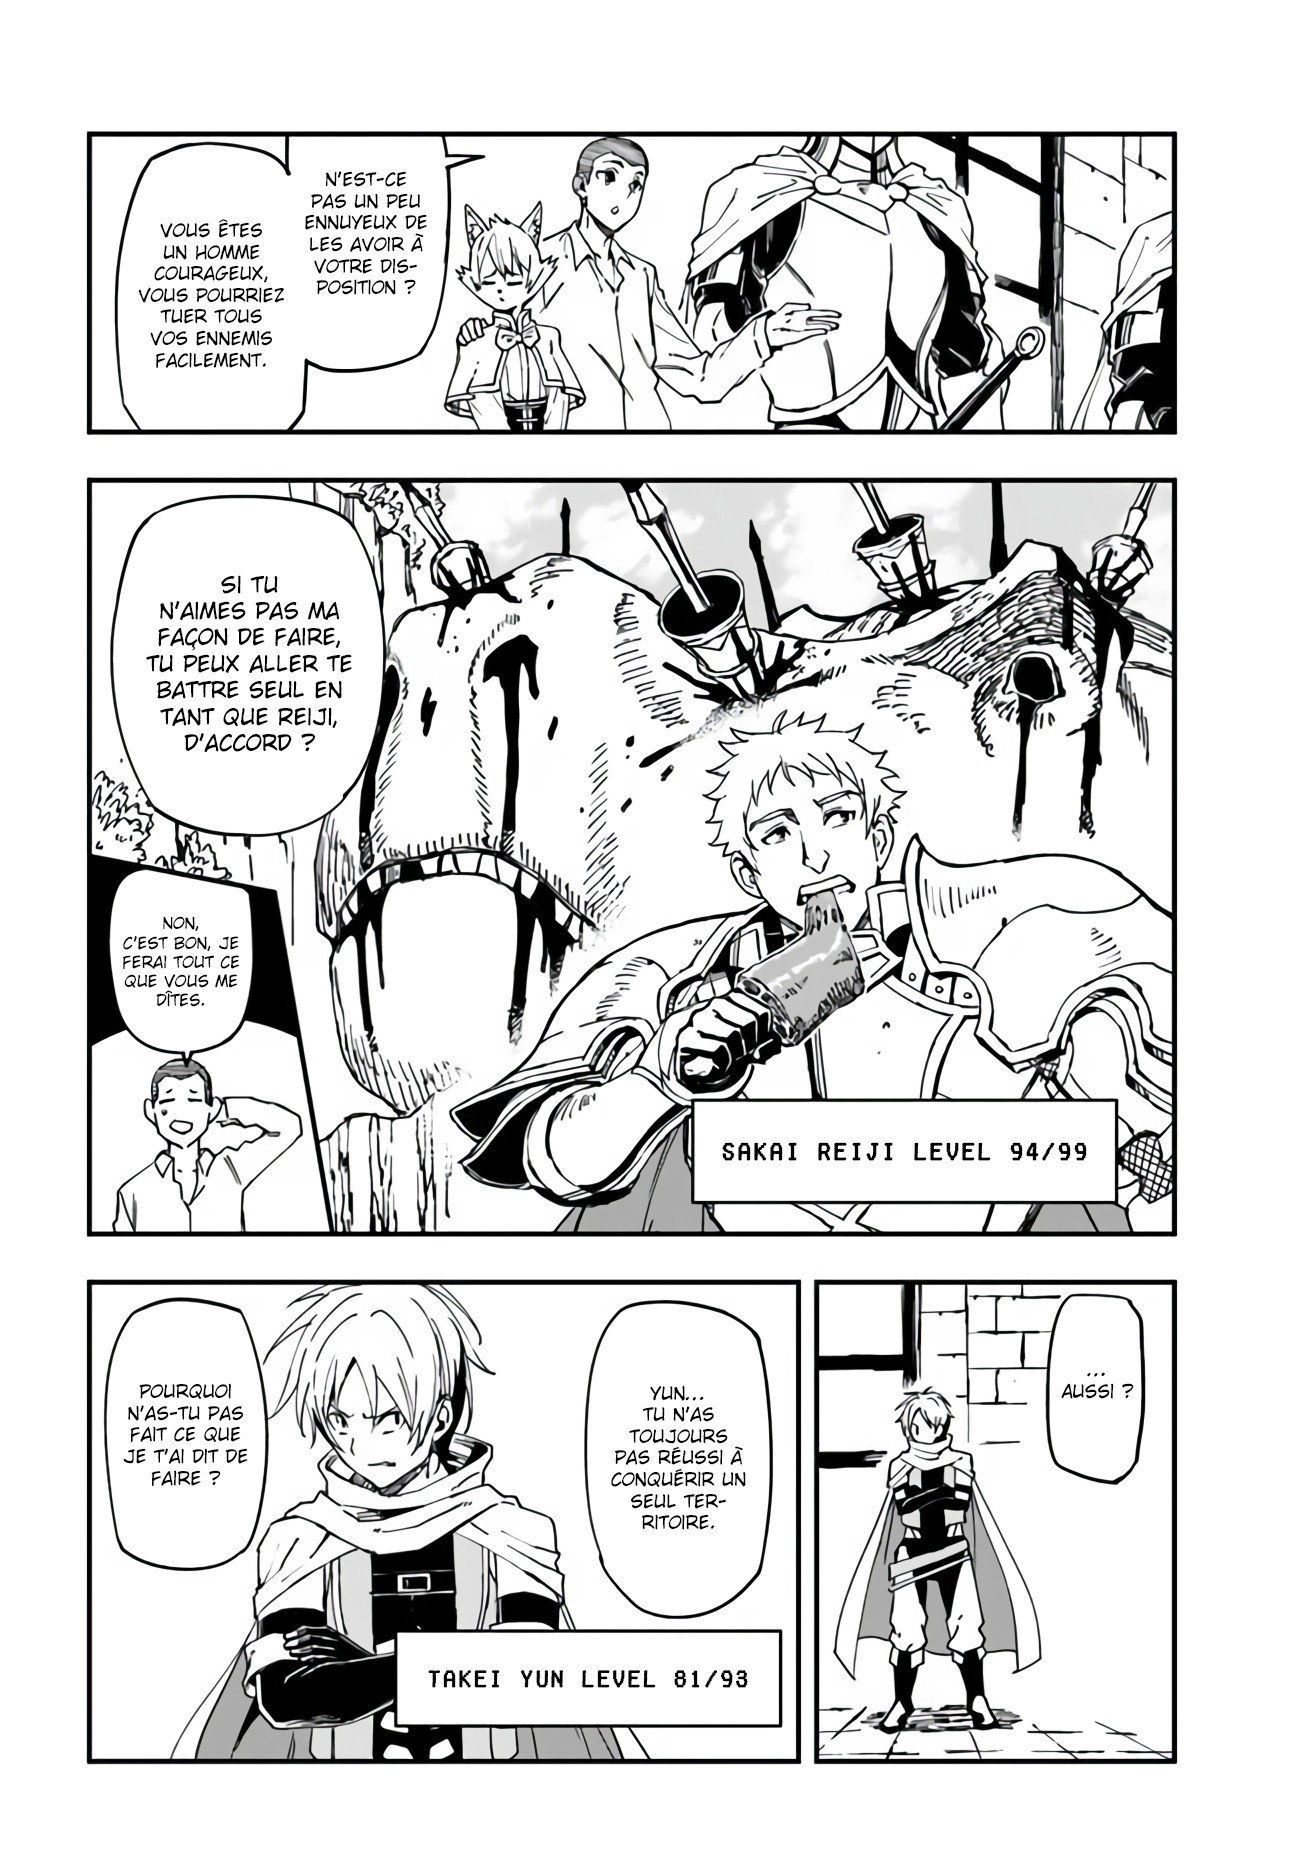 N'EST-CE
PAS UN PEU
ENNUYEUX DE
LES AVOIR À
VOTRE DIS-
POSITION ?
VOUS ÊTES
UN HOMME
COURAGEUX,
VOUS POURRIEZ
TUER TOUS
VOS ENNEMIS
FACILEMENT.
SI TU
N'AIMES PAS MA
FAÇON DE FAIRE,
TU PEUX ALLER TE
BATTRE SEUL EN
TANT QUE REIJI,
D'ACCORD ?
SAKAI REIJI LEVEL 94/99
NON,
C'EST BON, JE
FERAI TOUT CE
QUE VOUS ME
DÎTES.
...
AUSSI ?
YUN...
TU N'AS
TOUJOURS
PAS RÉUSSI À
CONQUÉRIR UN
SEUL TER-
RITOIRE.
POURQUOI
N'AS-TU PAS
FAIT CE QUE
JE T'AI DIT DE
FAIRE ?
TAKEI YUN LEVEL 81/93